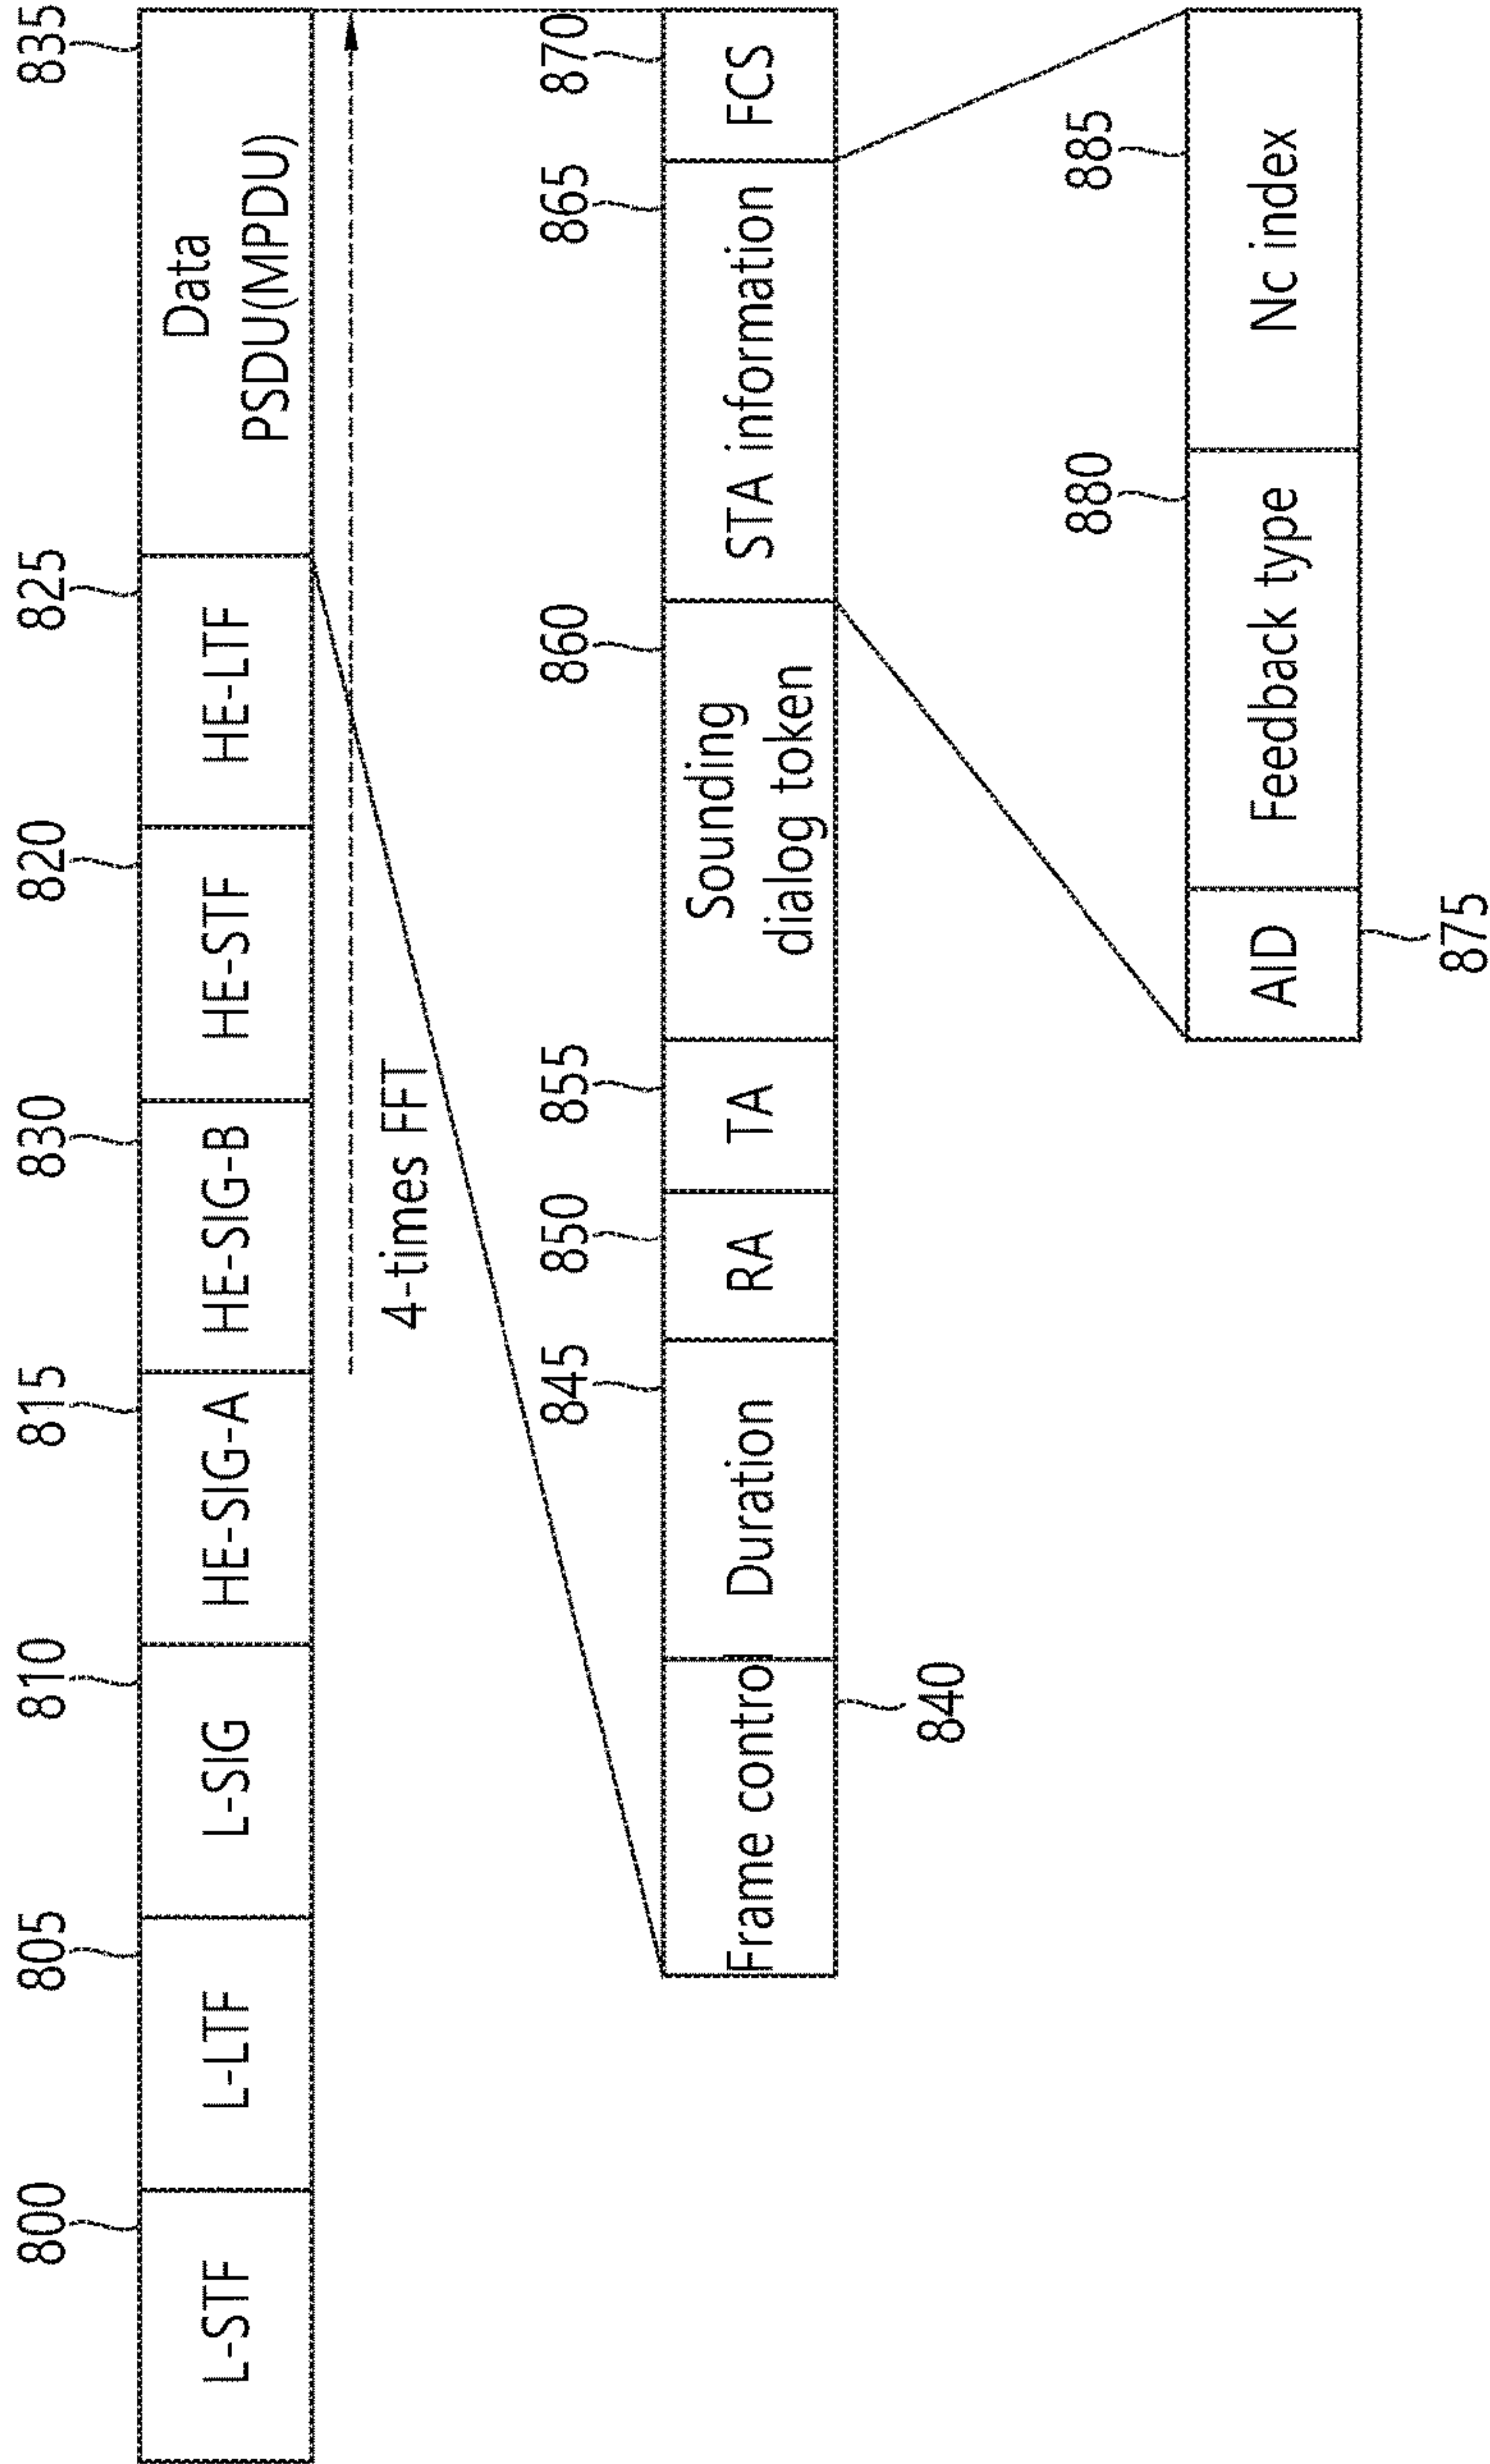 800
805
810
815
830
820
825
835
L-STF
L-LTF
L-SIG
HE-SIG-A
HE-SIG-B
HE-STF
HE-LTF
Data
PSDU(MPDU)
4-times FFT
845
850
855
860
865
870
Frame control
Duration
RA
TA
Sounding
dialog token
STA information
FCS
840
880
885
AID
Feedback type
Nc index
875